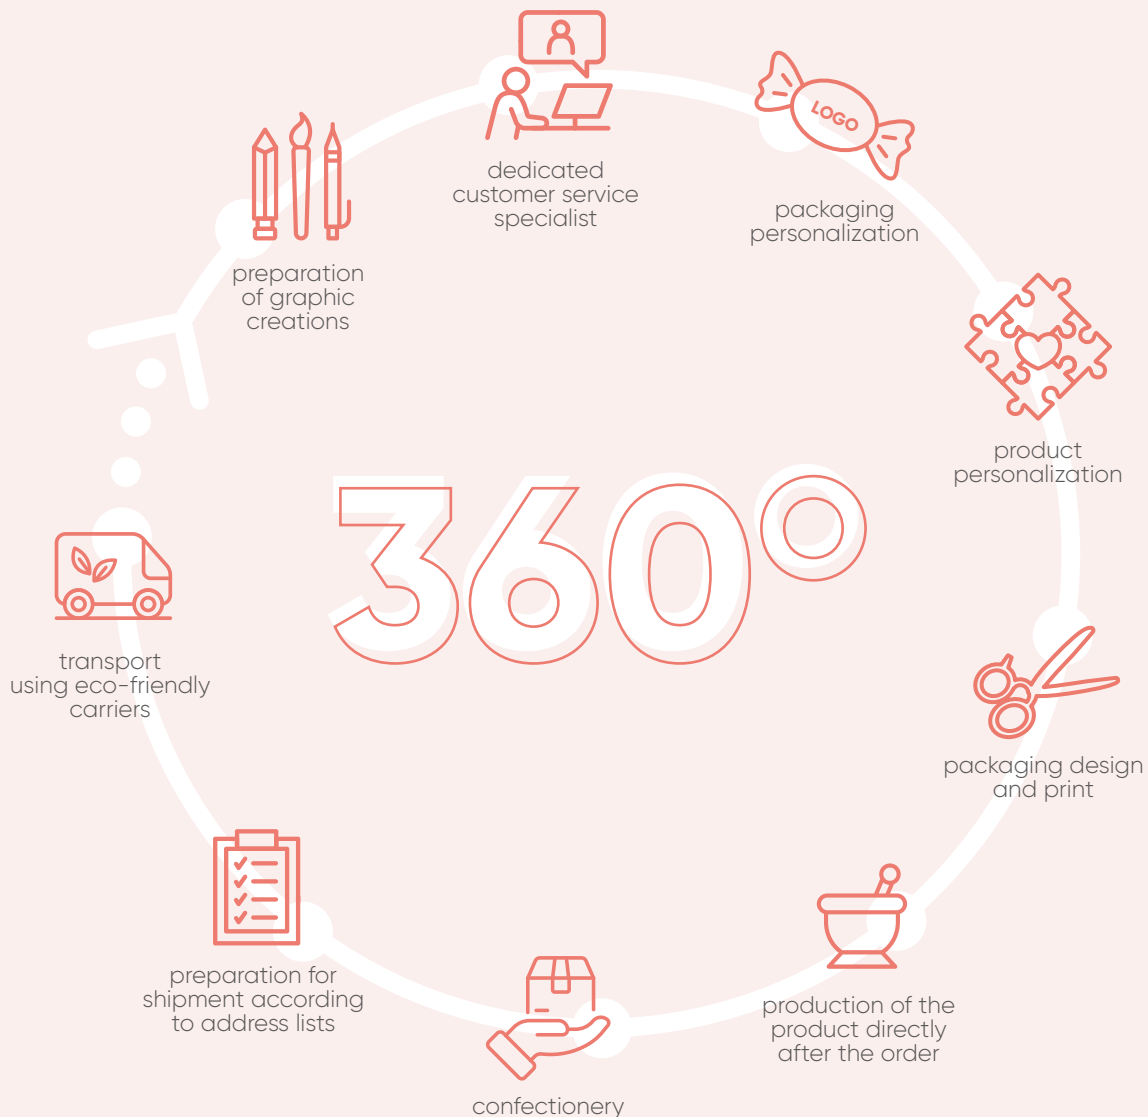 dedicated
customer service
specialist
LOGO
packaging
personalization
preparation
of graphic
creations
product
personalization
360°
transport
using eco-friendly
carriers
packaging design
and print
preparation for
shipment according
to address lists
production of the
product directly
after the order
confectionery